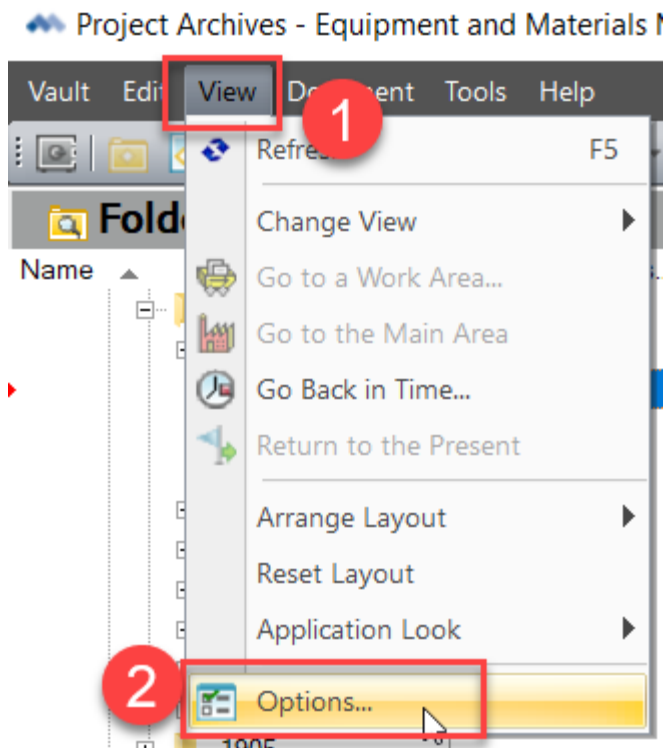 Project Archives - Equipment and Materials
Vault Edit View Tools Help
1
F5
Folde
Name
Change View
Go to a Work Area...
Go to the Main Area
Go Back in Time...
Return to the Present
Arrange Layout
Reset Layout
Application Look
2
Options...